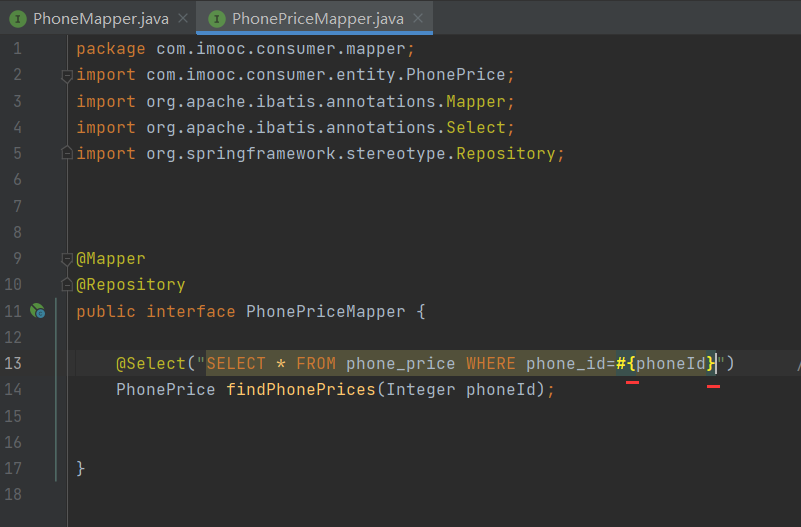 PhoneMapper.java PhonePriceMapper.java
1 package com.imooc.consumer.mapper;
2 import com.imooc.consumer.entity.PhonePrice;
3 import org.apache.ibatis.annotations.Mapper;
4 import org.apache.ibatis.annotations.Select;
5 import org.springframework.stereotype.Repository;
6
7
8
9 @Mapper
10 @Repository
11 public interface PhonePriceMapper {
12
13 @Select("SELECT * FROM phone_price WHERE phone_id=#{phoneId}") /
14 PhonePrice findPhonePrices(Integer phoneId);
15
16
17 }
18